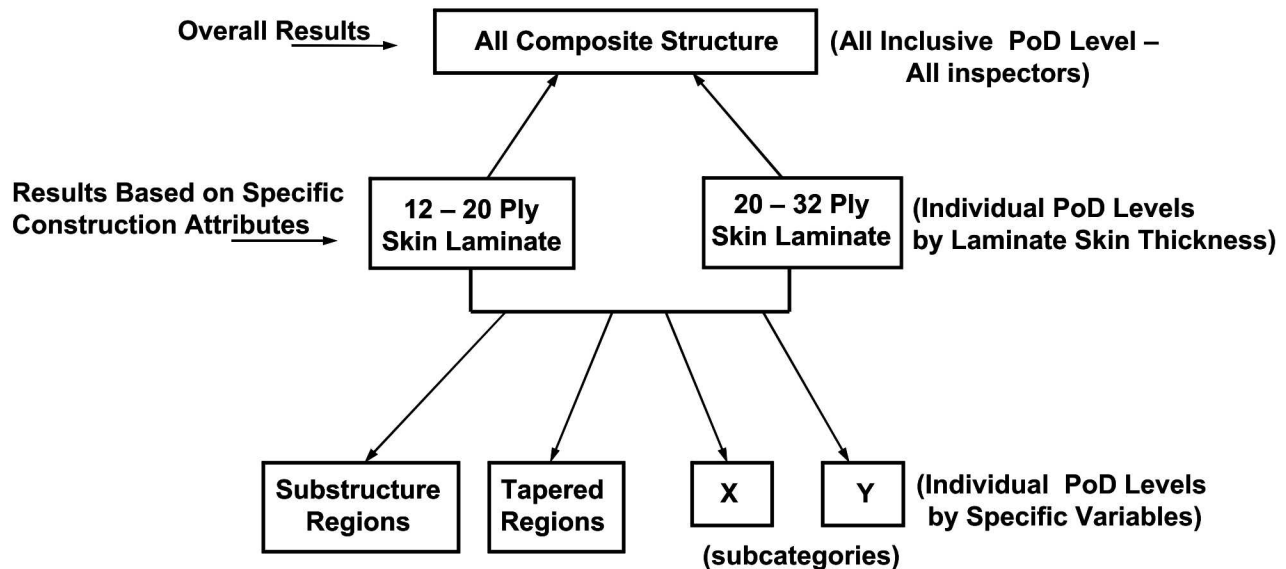 Overall Results
All Composite Structure
(All Inclusive PoD Level –
All inspectors)
Results Based on Specific
Construction Attributes
12 – 20 Ply
Skin Laminate
20 – 32 Ply
Skin Laminate
(Individual PoD Levels
by Laminate Skin Thickness)
Substructure
Regions
Tapered
Regions
X
Y
(Individual PoD Levels
by Specific Variables)
(subcategories)